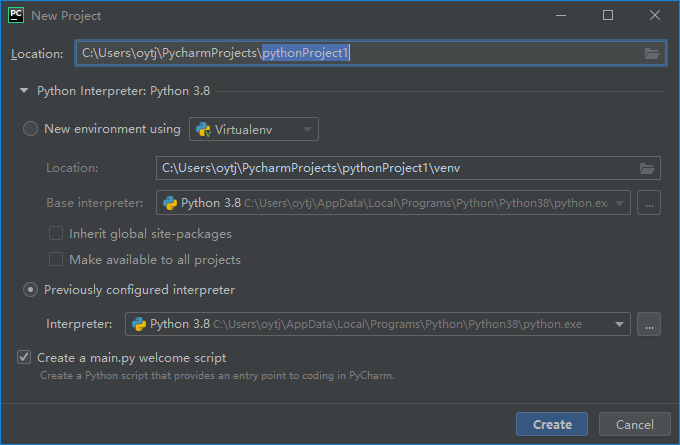 PC New Project
Location: C:\Users\oytj\PycharmProjects\pythonProject1
Python Interpreter: Python 3.8
New environment using Virtualenv
Location: C:\Users\oytj\PycharmProjects\pythonProject1\venv
Base interpreter: Python 3.8 C:\Users\oytj\AppData\Local\Programs\Python\Python38\python.exe ...
Inherit global site-packages
Make available to all projects
Previously configured interpreter
Interpreter: Python 3.8 C:\Users\oytj\AppData\Local\Programs\Python\Python38\python.exe ...
Create a main.py welcome script
Create a Python script that provides an entry point to coding in PyCharm.
Create Cancel